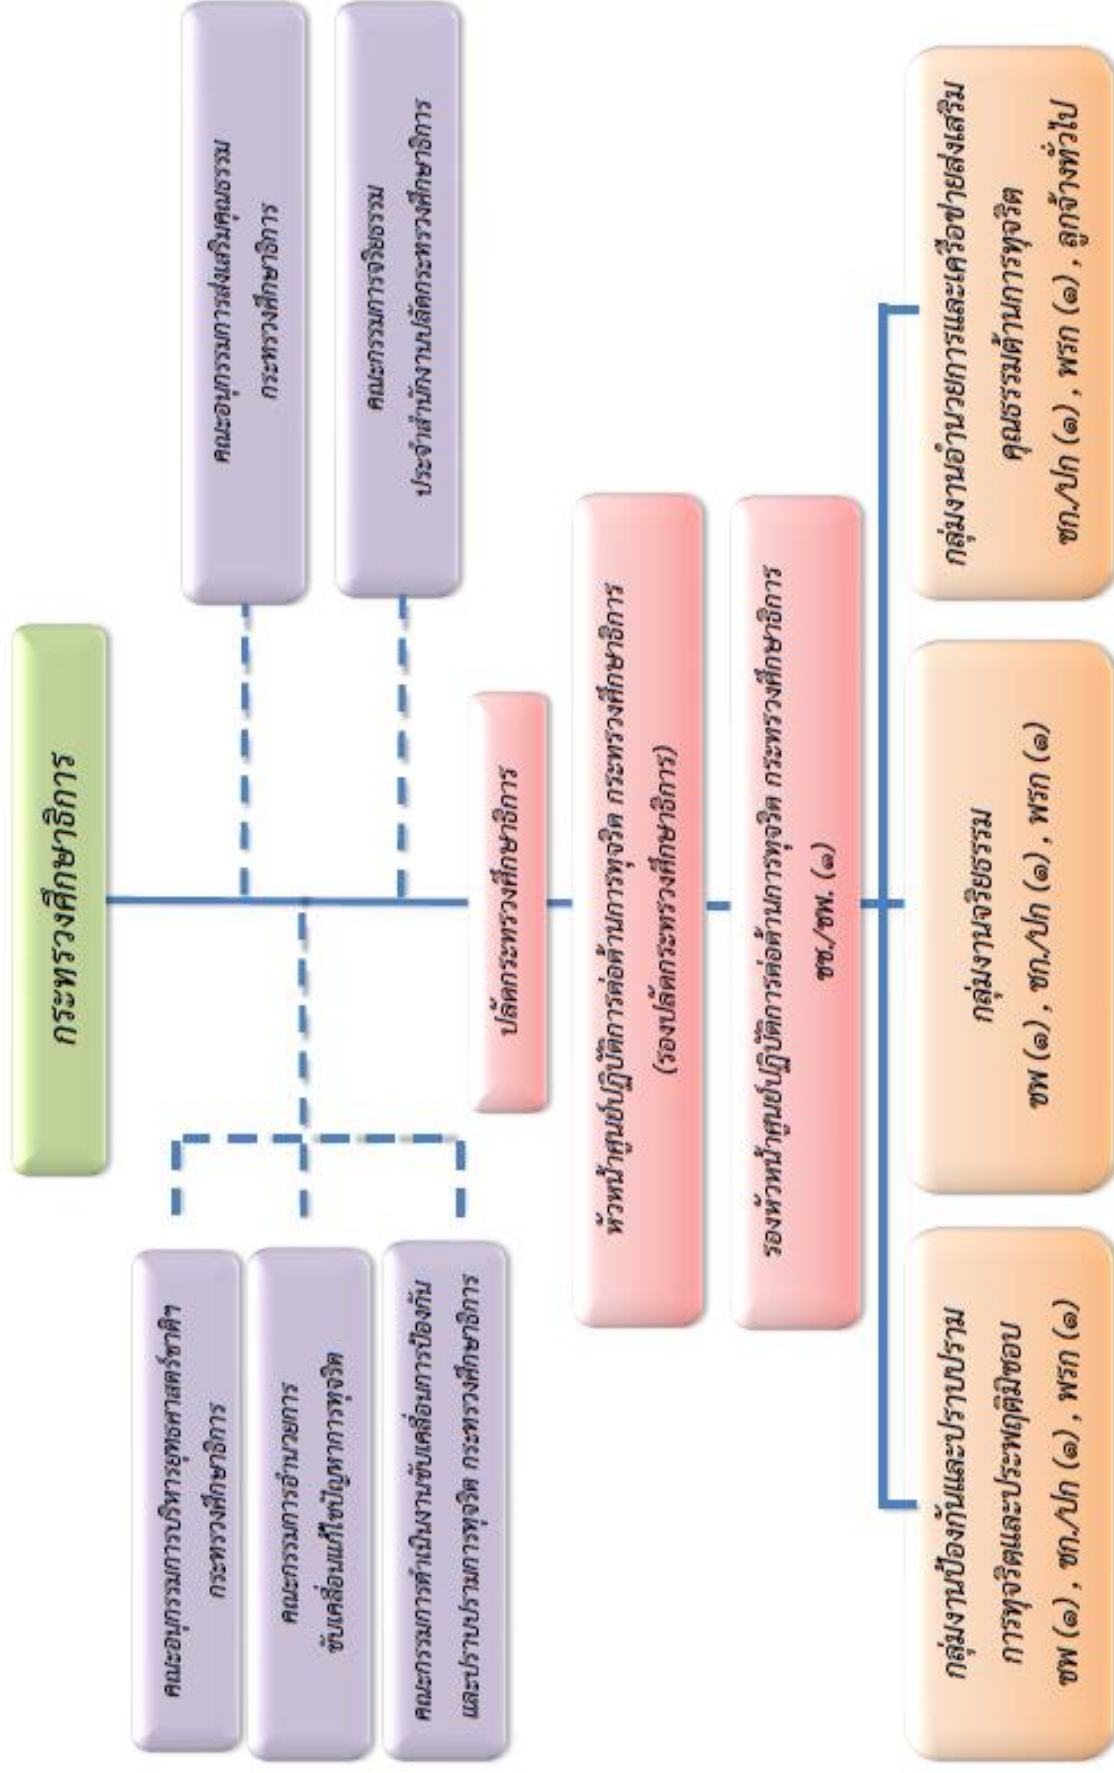 กระทรวงศึกษาธิการ
คณะอนุกรรมการบริหารยุทธศาสตร์ชาติฯ
กระทรวงศึกษาธิการ
คณะกรรมการอำนวยการ
ขับเคลื่อนแก้ไขปัญหาการทุจริต
คณะกรรมการดำเนินงานขับเคลื่อนการป้องกัน
และปราบปรามการทุจริต กระทรวงศึกษาธิการ
คณะอนุกรรมการส่งเสริมคุณธรรม
กระทรวงศึกษาธิการ
คณะกรรมการจริยธรรม
ประจำสำนักงานปลัดกระทรวงศึกษาธิการ
ปลัดกระทรวงศึกษาธิการ
หัวหน้าศูนย์ปฏิบัติการต่อต้านการทุจริต กระทรวงศึกษาธิการ
(รองปลัดกระทรวงศึกษาธิการ)
รองหัวหน้าศูนย์ปฏิบัติการต่อต้านการทุจริต กระทรวงศึกษาธิการ
ชช./ชพ. (๑)
กลุ่มงานป้องกันและปราบปราม
การทุจริตและประพฤติมิชอบ
ชพ (๑), ชก./ปก (๑), พรก (๑)
กลุ่มงานจริยธรรม
ชพ (๑), ชก./ปก (๑), พรก (๑)
กลุ่มงานอำนวยการและเครือข่ายส่งเสริม
คุณธรรมต้านการทุจริต
ชก./ปก (๑), พรก (๑), ลูกจ้างทั่วไป